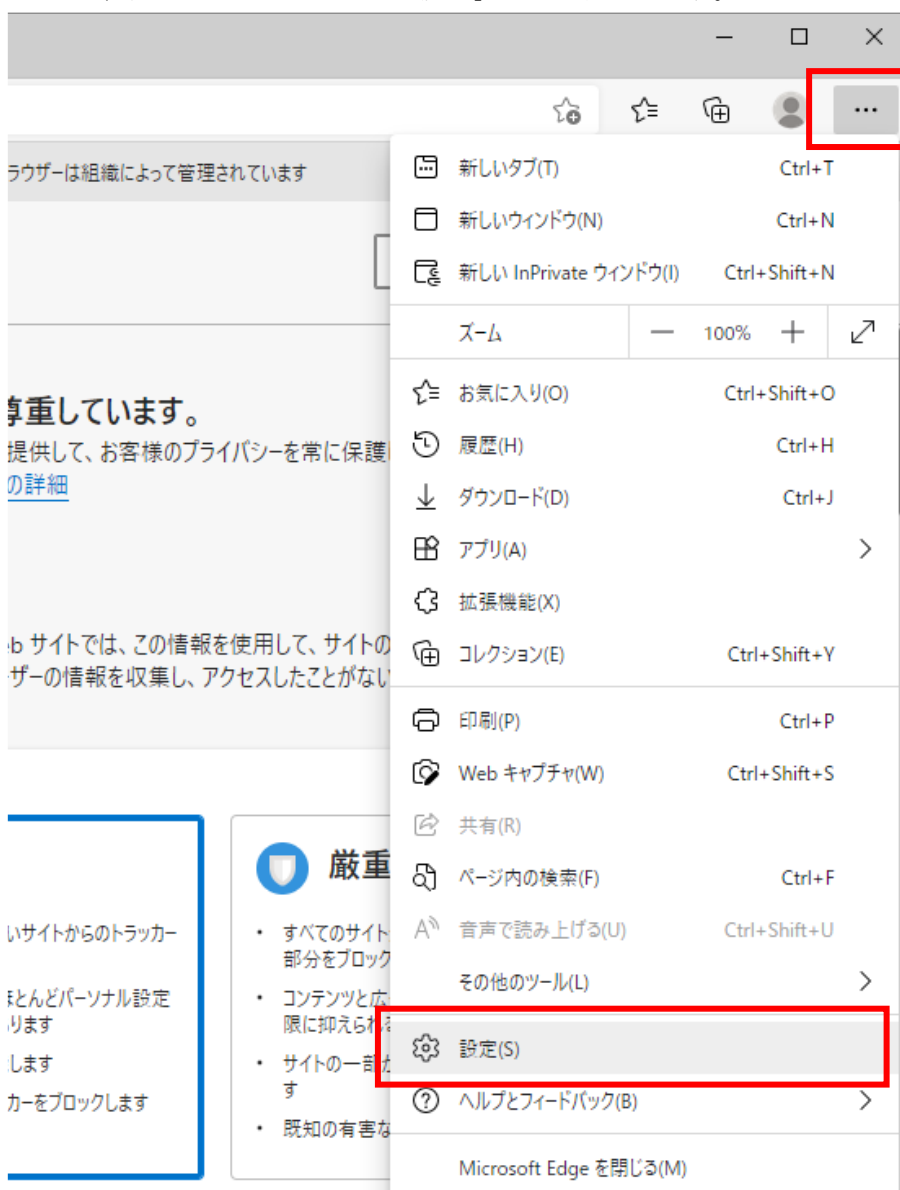 ラウザーは組織によって管理されています
新しいタブ(T) Ctrl+T
新しいウィンドウ(N) Ctrl+N
新しい InPrivate ウィンドウ(I) Ctrl+Shift+N
ズーム — 100% +
お気に入り(O) Ctrl+Shift+O
尊重しています。
履歴(H) Ctrl+H
提供して、お客様のプライバシーを常に保護
の詳細
ダウンロード(D) Ctrl+J
アプリ(A)
拡張機能(X)
eb サイトでは、この情報を使用して、サイトの
コレクション(E) Ctrl+Shift+Y
ーザーの情報を収集し、アクセスしたことがない
印刷(P) Ctrl+P
Web キャプチャ(W) Ctrl+Shift+S
共有(R)
厳重
ページ内の検索(F) Ctrl+F
いサイトからのトラッカー
・ すべてのサイト
部分をブロック
音声で読み上げる(U) Ctrl+Shift+U
ほとんどパーソナル設定
ります
・ コンテンツと広
限に抑えられ
その他のツール(L)
設定(S)
します
・ サイトの一部が
す
カーをブロックします
・ 既知の有害な
ヘルプとフィードバック(B)
Microsoft Edge を閉じる(M)